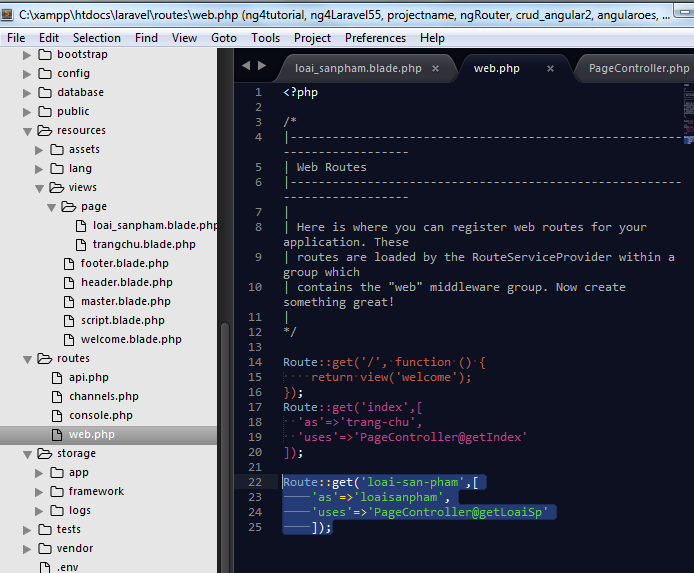 C:\xampp\htdocs\laravel\routes\web.php (ng4tutorial, ng4Laravel55, projectname, ngRouter, crud_angular2, angularoes, ...
File Edit Selection Find View Goto Tools Project Preferences Help
bootstrap
config
database
public
resources
assets
lang
views
page
loai_sanpham.blade.php
trangchu.blade.php
footer.blade.php
header.blade.php
master.blade.php
script.blade.php
welcome.blade.php
routes
api.php
channels.php
console.php
web.php
storage
app
framework
logs
tests
vendor
.env
loai_sanpham.blade.php × web.php × PageController.php
1 <?php
2
3 /*
4 |--------------------------------------------------------------------------
5 | Web Routes
6 |--------------------------------------------------------------------------
7 |
8 | Here is where you can register web routes for your
application. These
9 | routes are loaded by the RouteServiceProvider within a
group which
10 | contains the "web" middleware group. Now create
something great!
11 |
12 */
13
14 Route::get('/', function () {
15 return view('welcome');
16 });
17 Route::get('index',[
18 'as'=>'trang-chu',
19 'uses'=>'PageController@getIndex'
20 ]);
21
22 Route::get('loai-san-pham',[
23 'as'=>'loaisanpham',
24 'uses'=>'PageController@getLoaiSp'
25 ]);